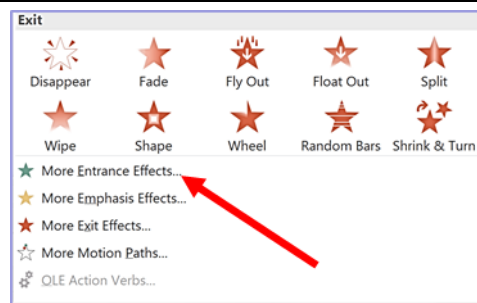 Exit
Disappear Fade Fly Out Float Out Split
Wipe Shape Wheel Random Bars Shrink & Turn
More Entrance Effects...
More Emphasis Effects...
More Exit Effects...
More Motion Paths...
OLE Action Verbs...